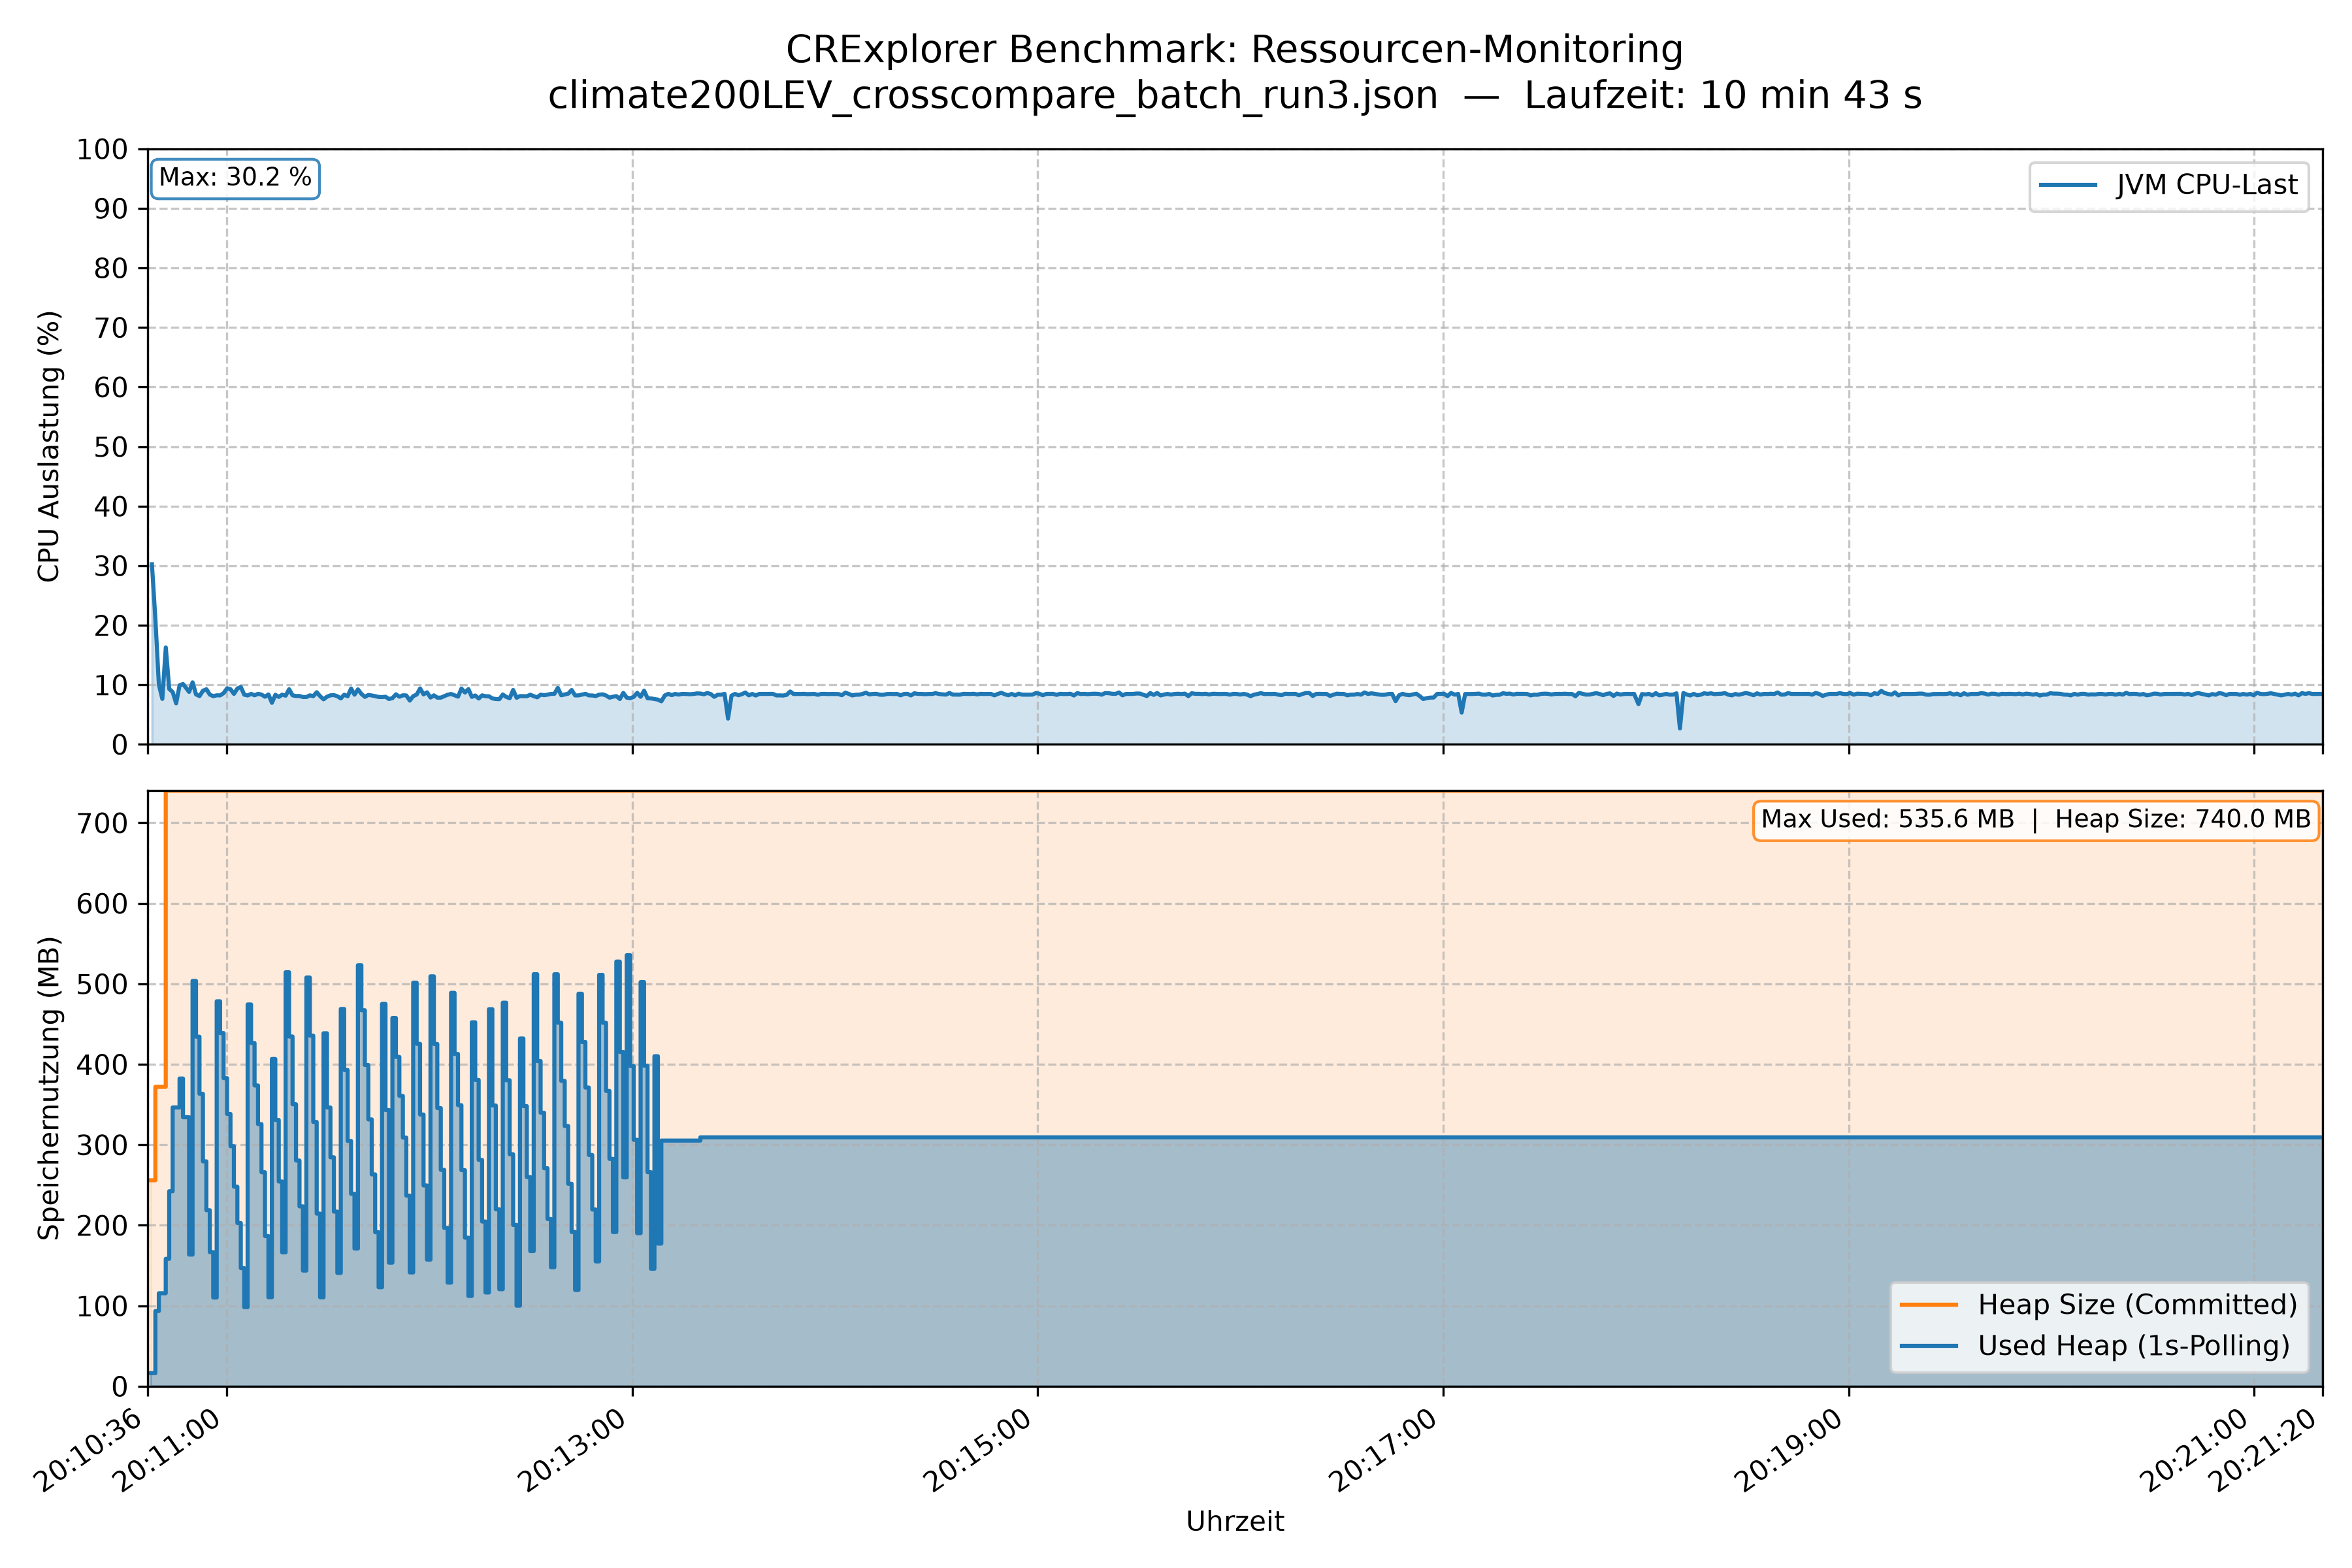 CRExplorer Benchmark: Ressourcen-Monitoring
climate200LEV_crosscompare_batch_run3.json — Laufzeit: 10 min 43 s
Max: 30.2 %
JVM CPU-Last
CPU Auslastung (%)
100
90
80
70
60
50
40
30
20
10
0
Max Used: 535.6 MB | Heap Size: 740.0 MB
Speichernutzung (MB)
700
600
500
400
300
200
100
0
Heap Size (Committed)
Used Heap (1s-Polling)
20:10:36
20:11:00
20:13:00
20:15:00
20:17:00
20:19:00
20:21:00
20:21:20
Uhrzeit